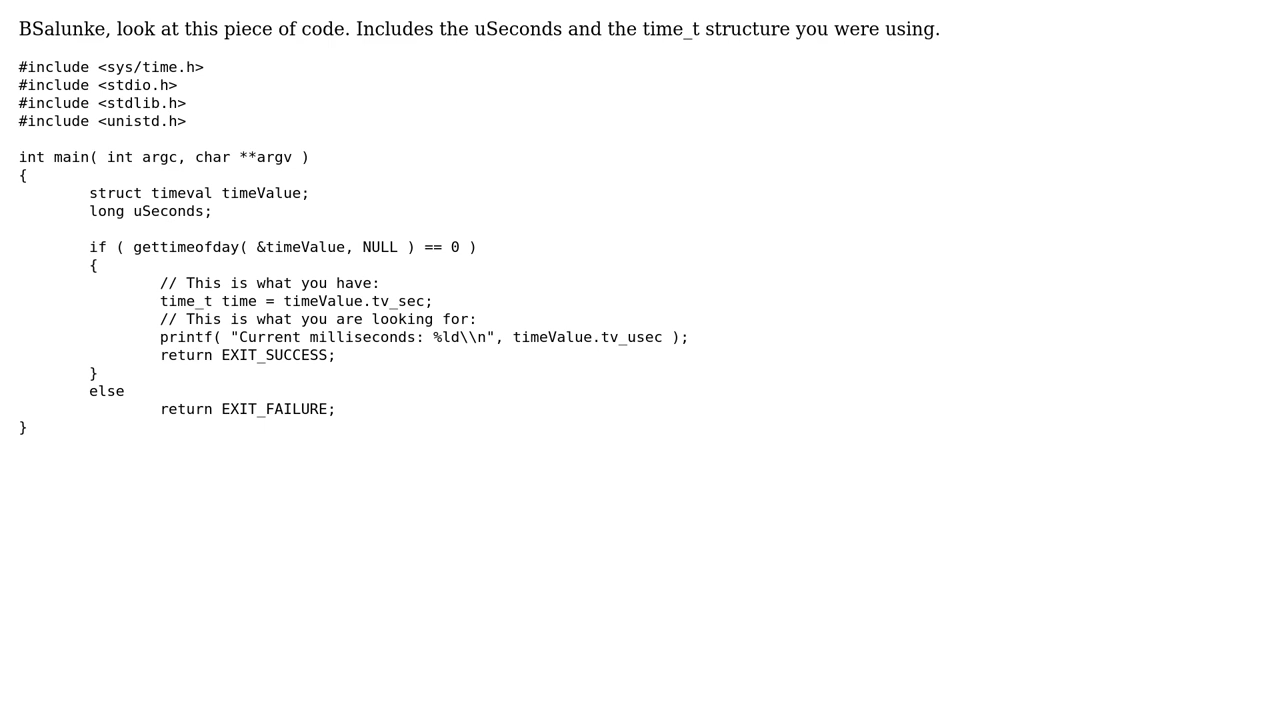 BSalunke, look at this piece of code. Includes the uSeconds and the time_t structure you were using.
#include <sys/time.h>
#include <stdio.h>
#include <stdlib.h>
#include <unistd.h>
int main( int argc, char **argv )
{
        struct timeval timeValue;
        long uSeconds;
        if ( gettimeofday( &timeValue, NULL ) == 0 )
        {
                // This is what you have:
                time_t time = timeValue.tv_sec;
                // This is what you are looking for:
                printf( "Current milliseconds: %ld\\n", timeValue.tv_usec );
                return EXIT_SUCCESS;
        }
        else
                return EXIT_FAILURE;
}